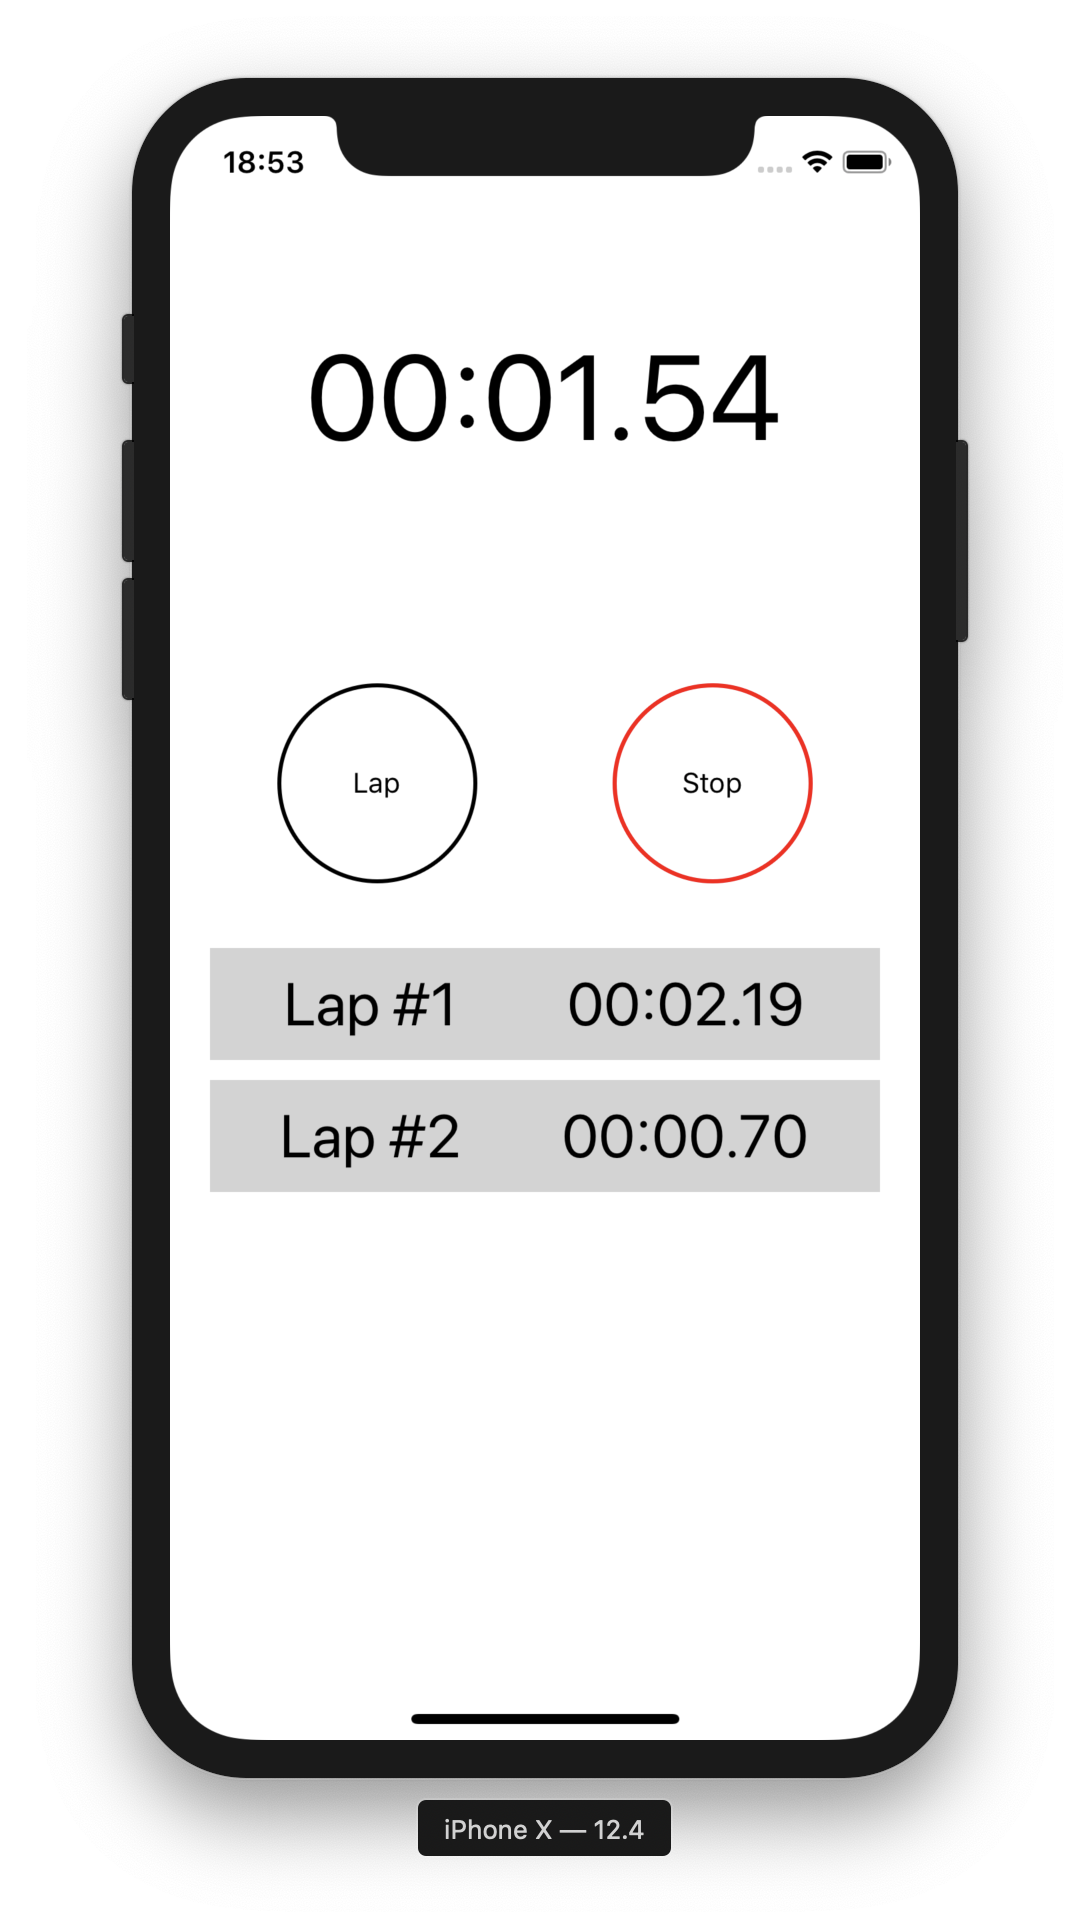 18:53
00:01.54
Lap Stop
Lap #1 00:02.19
Lap #2 00:00.70
iPhone X — 12.4